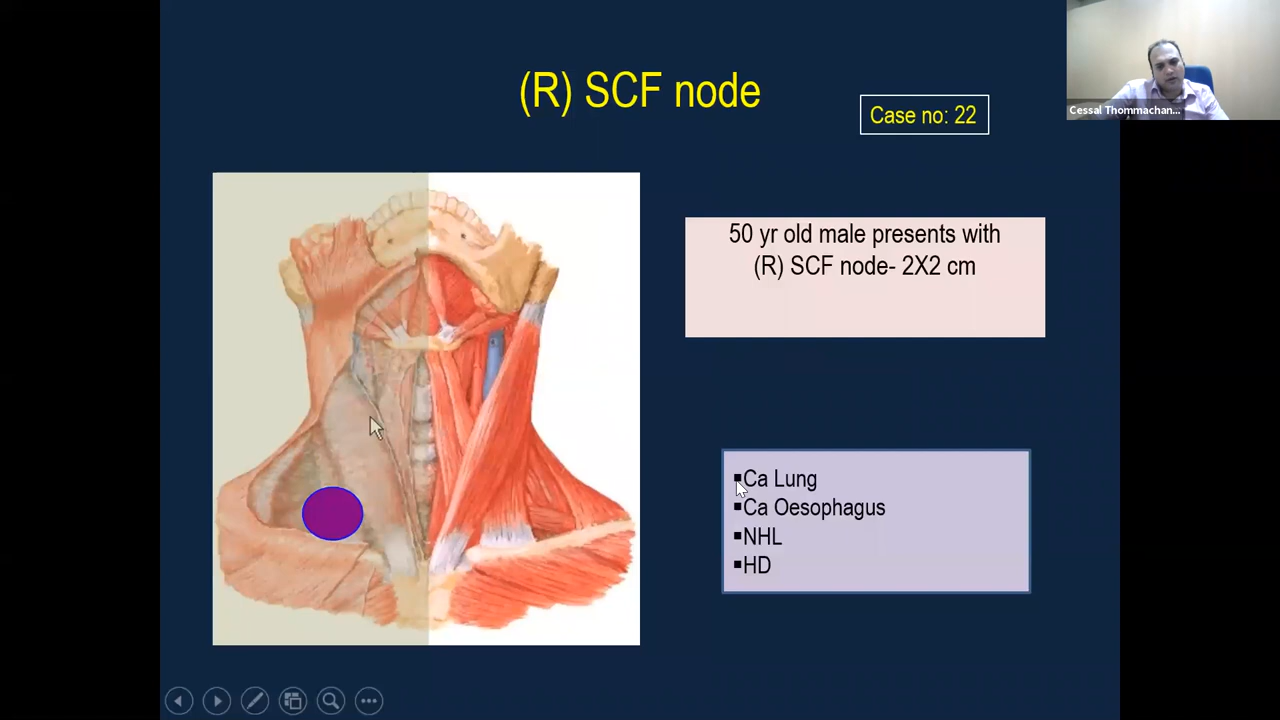 (R) SCF node
Case no: 22
Cessal Thommachan...
50 yr old male presents with
(R) SCF node- 2X2 cm
▪Ca Lung
▪Ca Oesophagus
▪NHL
▪HD